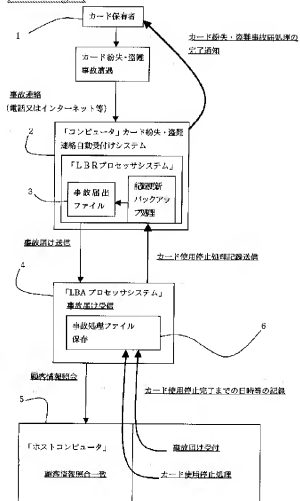 1
カード保有者
カード紛失・盗難
事故遭遇
カード紛失・盗難事故届処理の
完了通知
事故連絡
(電話又はインターネット等)
2
「コンピュータ」カード紛失・盗難
連絡自動受付けシステム
「LBRプロセッサシステム」
3
事故届出
ファイル
記録更新
バックアッ
プ処理
事故届け送信
カード使用停止処理記録送信
4
「LBAプロセッサシステム」
事故届け受信
事故処理ファイル
保存
6
顧客情報照会
カード使用停止完了までの日時等の記録
5
「ホストコンピュータ」
事故届け受付
顧客情報照会一致
カード使用停止処理